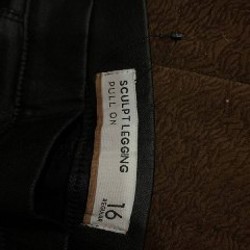 SCULPT LEGGING
PULL ON
16
REGULAR